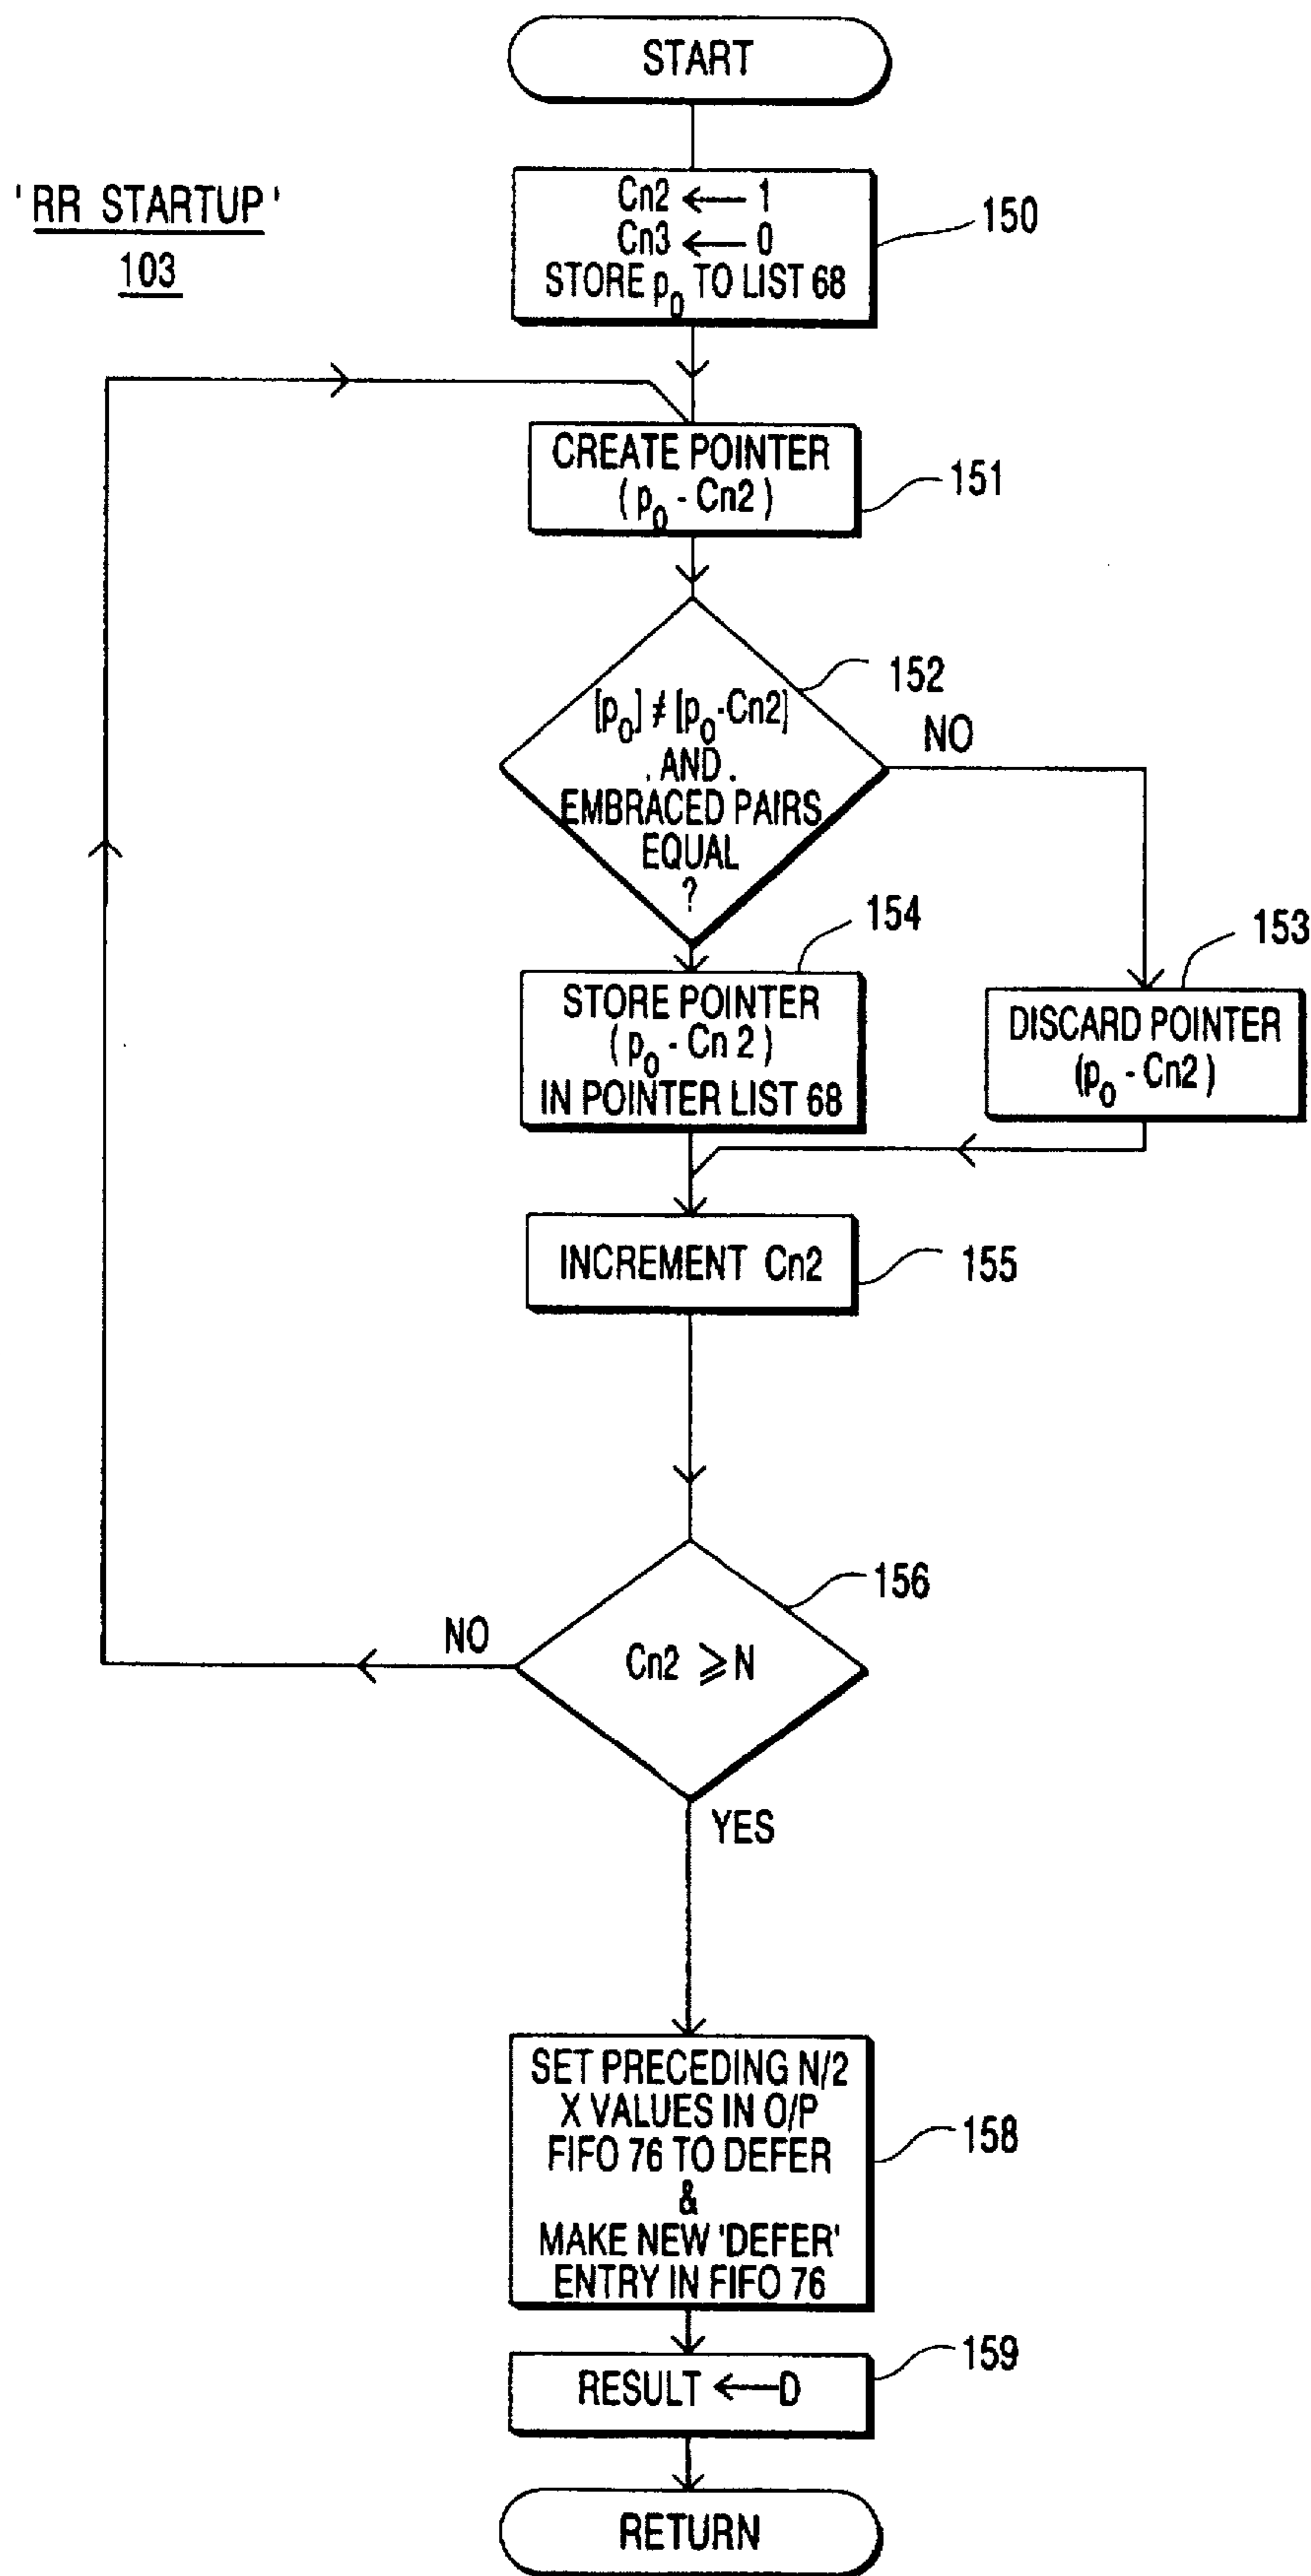 START
' RR STARTUP '
103
Cn2 ← 1
Cn3 ← 0
STORE p₀ TO LIST 68
150
CREATE POINTER
( p₀ - Cn2 )
151
152
[p₀] ≠ [p₀-Cn2]
. AND .
EMBRACED PAIRS
EQUAL
?
NO
154
153
STORE POINTER
( p₀ - Cn 2 )
IN POINTER LIST 68
DISCARD POINTER
(p₀ - Cn2 )
INCREMENT Cn2
155
156
NO
Cn2 ⩾ N
YES
SET PRECEDING N/2
X VALUES IN O/P
FIFO 76 TO DEFER
&
MAKE NEW 'DEFER'
ENTRY IN FIFO 76
158
159
RESULT ← D
RETURN